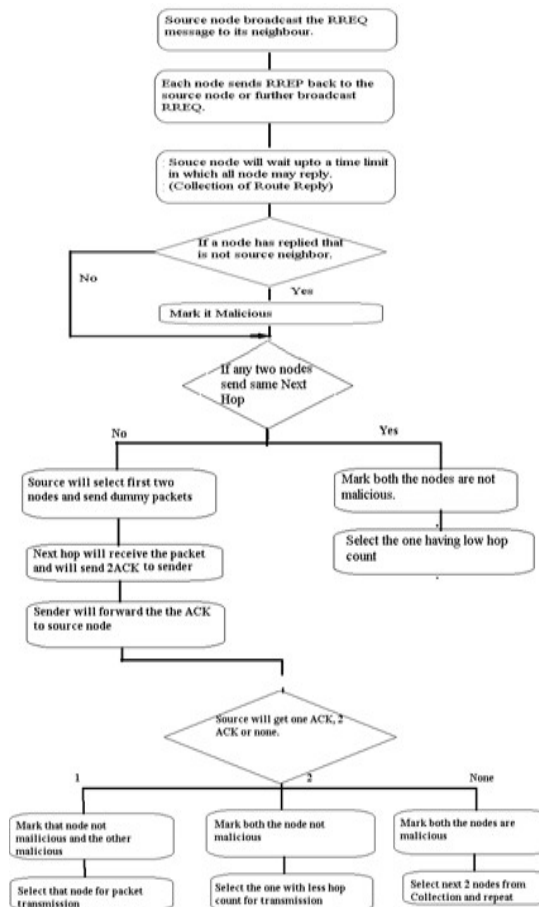 Source node broadcast the RREQ
message to its neighbour.
Each node sends RREP back to the
source node or further broadcast
RREQ.
Souce node will wait upto a time limit
in which all node may reply.
(Collection of Route Reply)
If a node has replied that
is not source neighbor.
No
Yes
Mark it Malicious
If any two nodes
send same Next
Hop
No
Yes
Source will select first two
nodes and send dummy packets
Mark both the nodes are not
malicious.
Next hop will receive the packet
and will send 2ACK to sender
Select the one having low hop
count
Sender will forward the the ACK
to source node
Source will get one ACK, 2
ACK or none.
1
2
None
Mark that node not
mailicious and the other
malicious
Mark both the node not
malicious
Mark both the nodes are
malicious
Select that node for packet
transmission
Select the one with less hop
count for transmission
Select next 2 nodes from
Collection and repeat